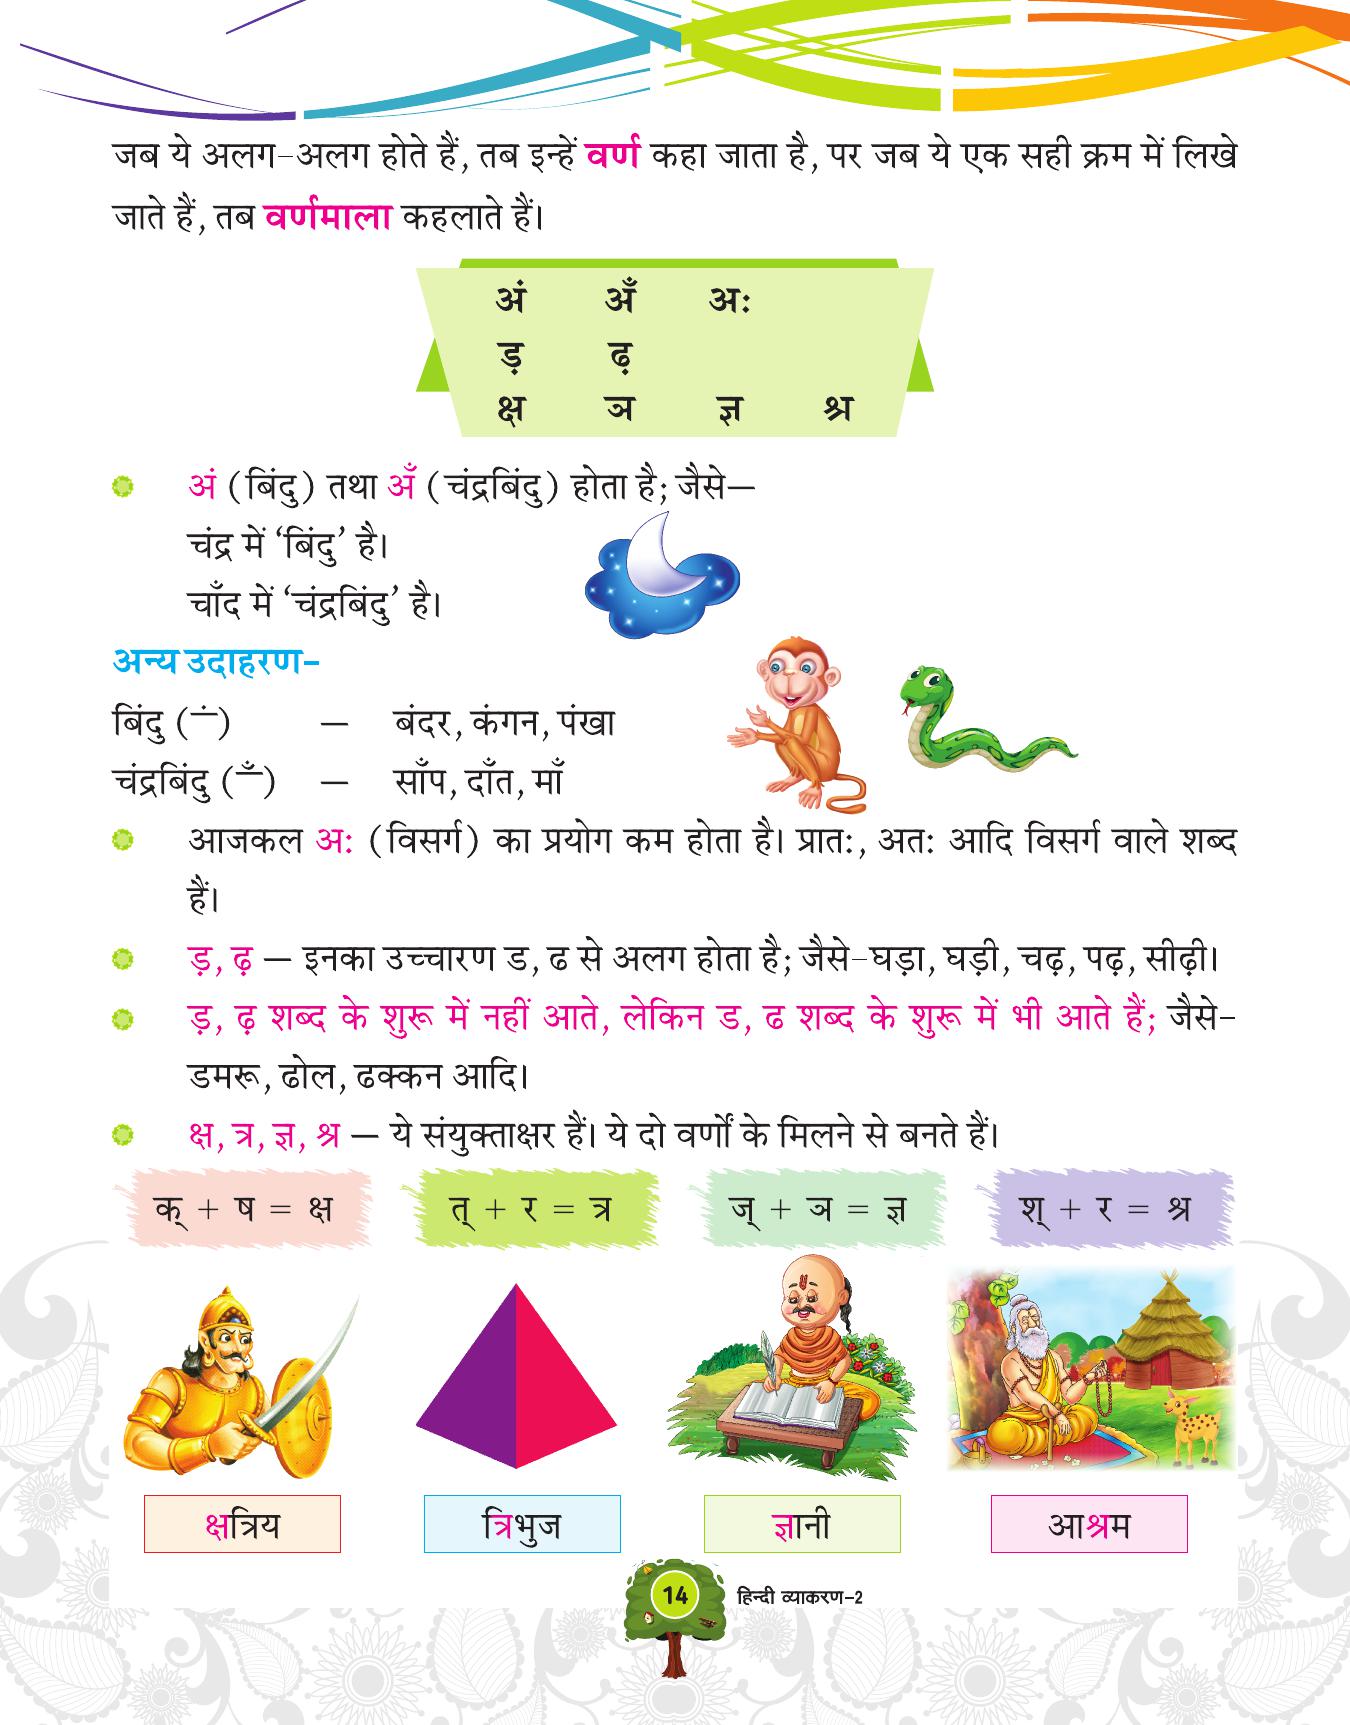 जब ये अलग-अलग होते हैं, तब इन्हें वर्ण कहा जाता है, पर जब ये एक सही क्रम में लिखे
जाते हैं, तब वर्णमाला कहलाते हैं।
अं अँ अः
ड़ ढ़
क्ष ञ ज्ञ श्र
अं (बिंदु) तथा अँ (चंद्रबिंदु) होता है; जैसे—
चंद्र में ‘बिंदु’ है।
चाँद में ‘चंद्रबिंदु’ है।
अन्य उदाहरण-
बिंदु (ं) — बंदर, कंगन, पंखा
चंद्रबिंदु (ँ) — साँप, दाँत, माँ
आजकल अः (विसर्ग) का प्रयोग कम होता है। प्रातः, अतः आदि विसर्ग वाले शब्द
हैं।
ड़, ढ़ — इनका उच्चारण ड, ढ से अलग होता है; जैसे-घड़ा, घड़ी, चढ़, पढ़, सीढ़ी।
ड़, ढ़ शब्द के शुरू में नहीं आते, लेकिन ड, ढ शब्द के शुरू में भी आते हैं; जैसे-
डमरू, ढोल, ढक्कन आदि।
क्ष, त्र, ज्ञ, श्र — ये संयुक्ताक्षर हैं। ये दो वर्णों के मिलने से बनते हैं।
क् + ष = क्ष त् + र = त्र ज् + ञ = ज्ञ श् + र = श्र
क्षत्रिय त्रिभुज ज्ञानी आश्रम
14 हिन्दी व्याकरण-2